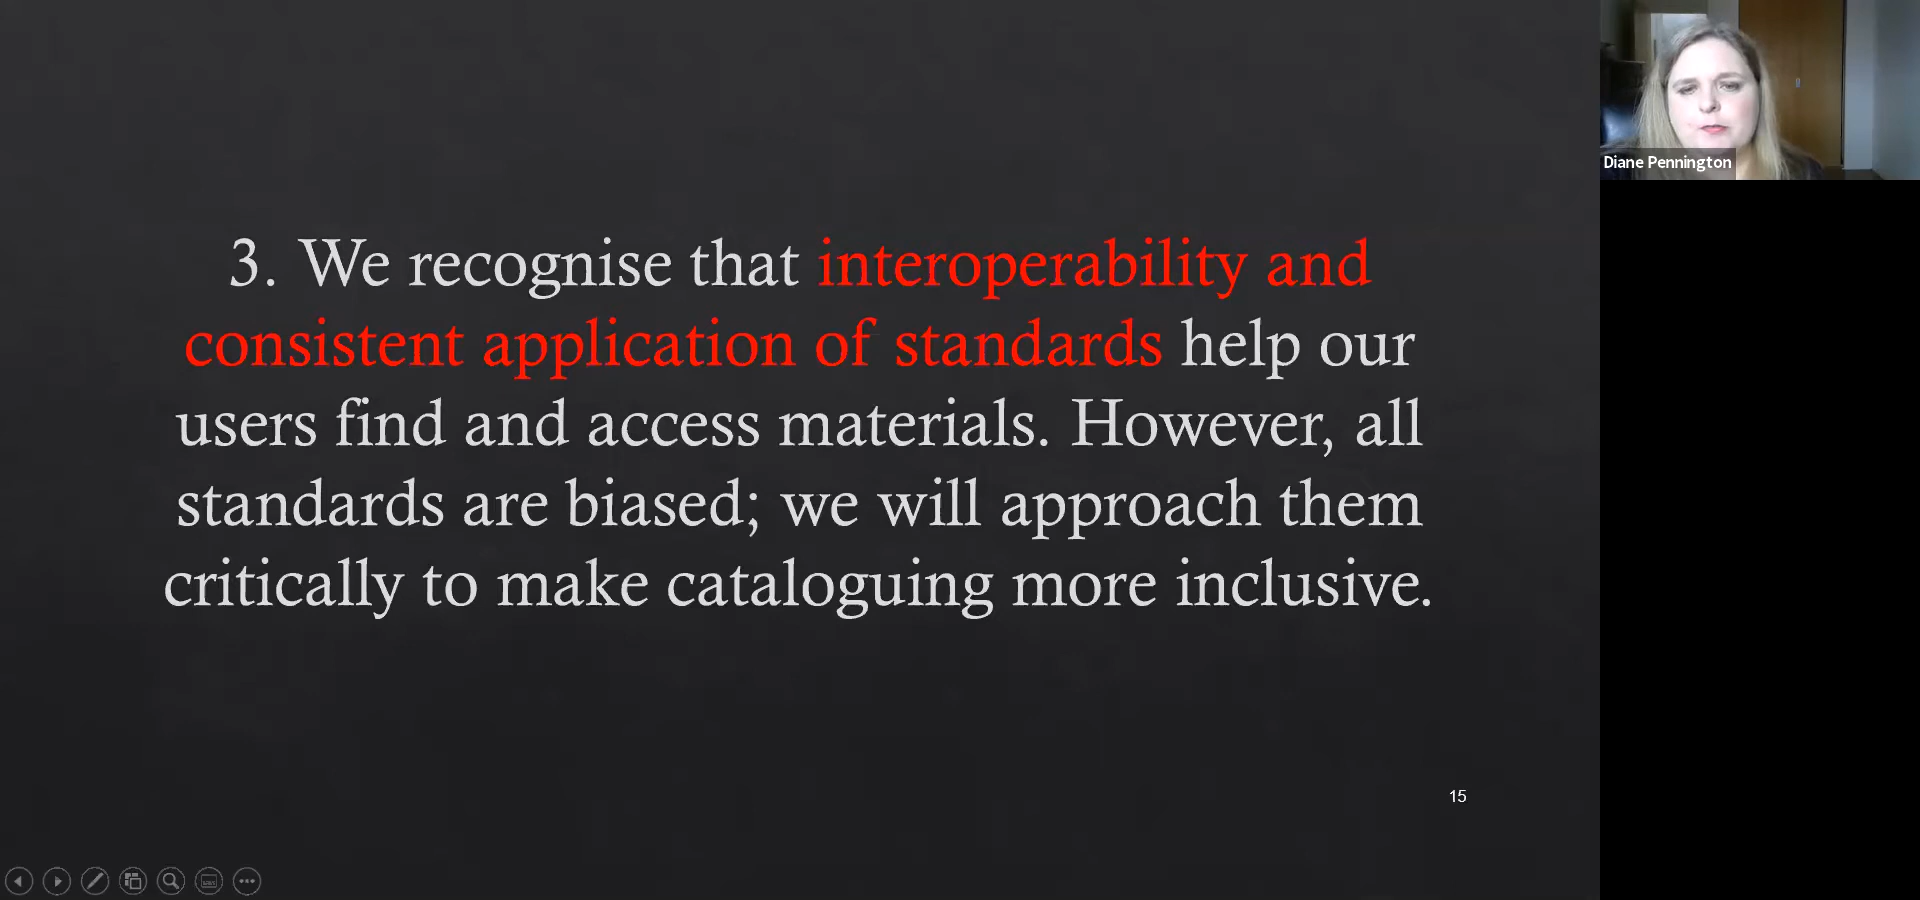 3. We recognise that interoperability and
consistent application of standards help our
users find and access materials. However, all
standards are biased; we will approach them
critically to make cataloguing more inclusive.
15
Diane Pennington